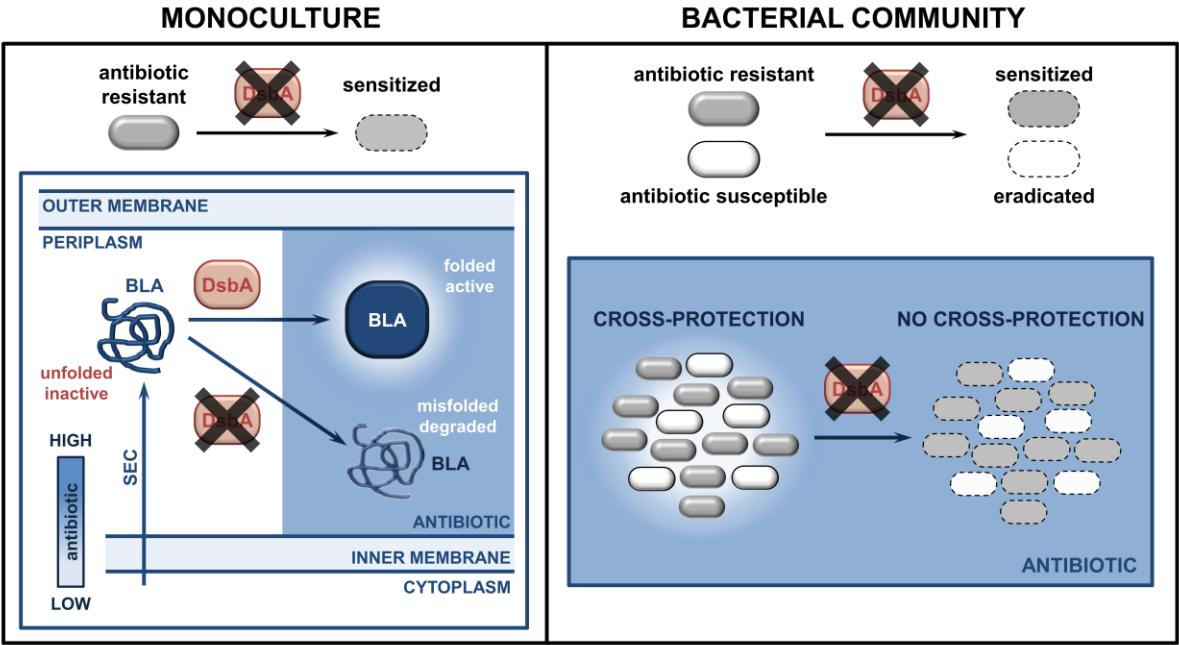 MONOCULTURE
antibiotic
resistant
DsbA
sensitized
OUTER MEMBRANE
PERIPLASM
BLA
DsbA
folded
active
BLA
unfolded
inactive
DsbA
misfolded
degraded
BLA
HIGH
antibiotic
LOW
SEC
ANTIBIOTIC
INNER MEMBRANE
CYTOPLASM
BACTERIAL COMMUNITY
antibiotic resistant
DsbA
sensitized
antibiotic susceptible
eradicated
CROSS-PROTECTION
NO CROSS-PROTECTION
DsbA
ANTIBIOTIC